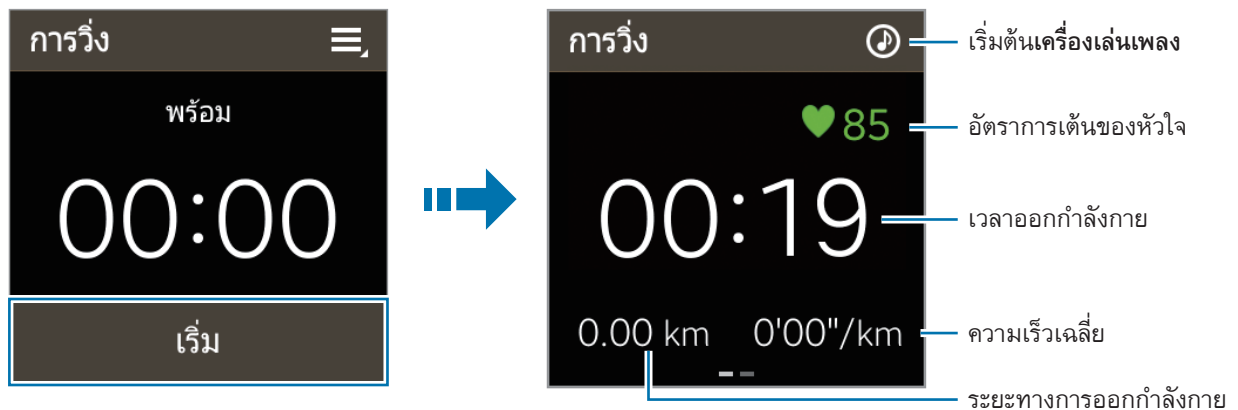 การวิ่ง
พร้อม
00:00
เริ่ม
การวิ่ง
85
00:19
0.00 km 0'00"/km
เริ่มต้นเครื่องเล่นเพลง
อัตราการเต้นของหัวใจ
เวลาออกกำลังกาย
ความเร็วเฉลี่ย
ระยะทางการออกกำลังกาย